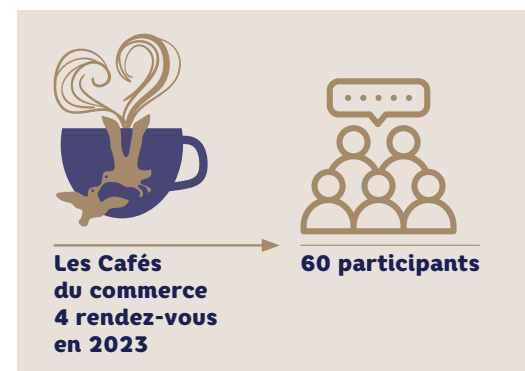 Les Cafés
du commerce
4 rendez-vous
en 2023
60 participants